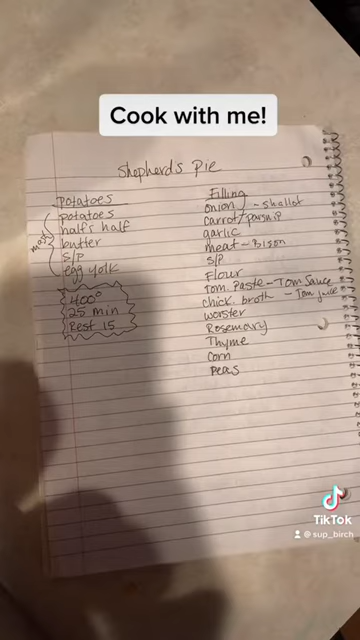 Cook with me!
Shepherd's Pie
Potatoes
mash
potatoes
half & half
butter
S/P
egg yolk
400°
25 min
Rest 15
Filling
onion - shallot
carrot/parsnip
garlic
meat - Bison
S/P
Flour
Tom. Paste - Tom Sauce
chick. broth - Tom juice
worster
Rosemary
Thyme
corn
peas
TikTok
@sup_birch